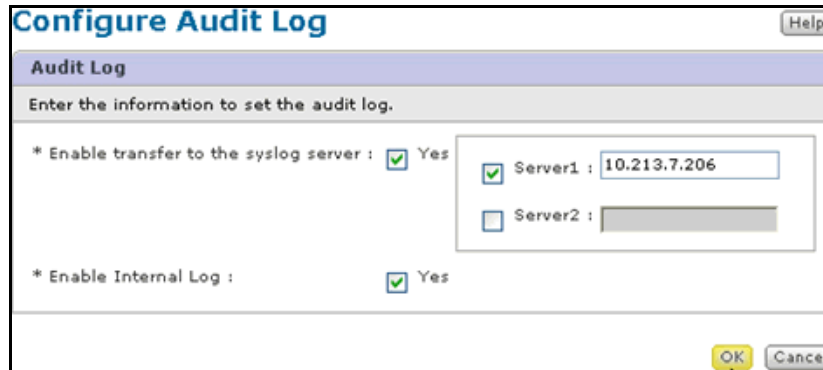 Configure Audit Log
Help
Audit Log
Enter the information to set the audit log.
* Enable transfer to the syslog server : Yes
Server1 : 10.213.7.206
Server2 :
* Enable Internal Log : Yes
OK Cance